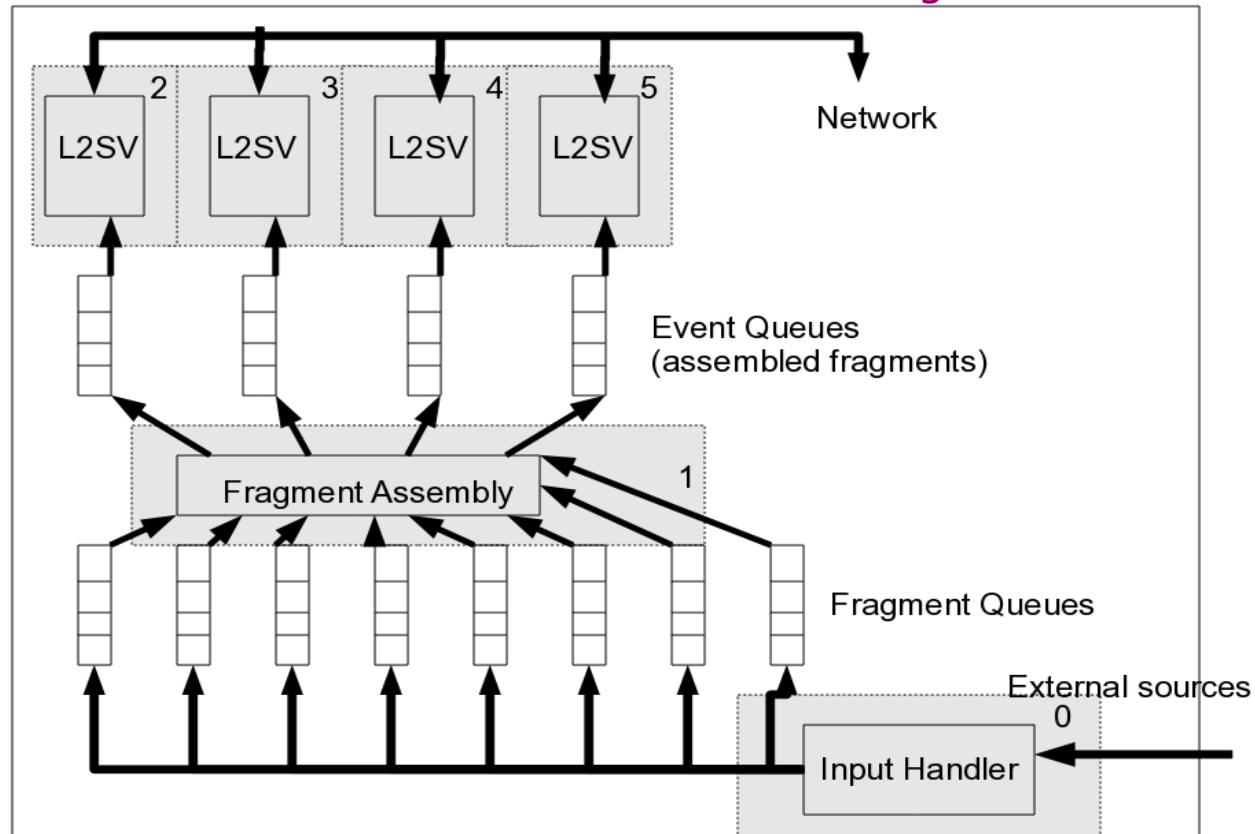 2
3
4
5
L2SV
L2SV
L2SV
L2SV
Network
Event Queues
(assembled fragments)
1
Fragment Assembly
Fragment Queues
External sources
0
Input Handler